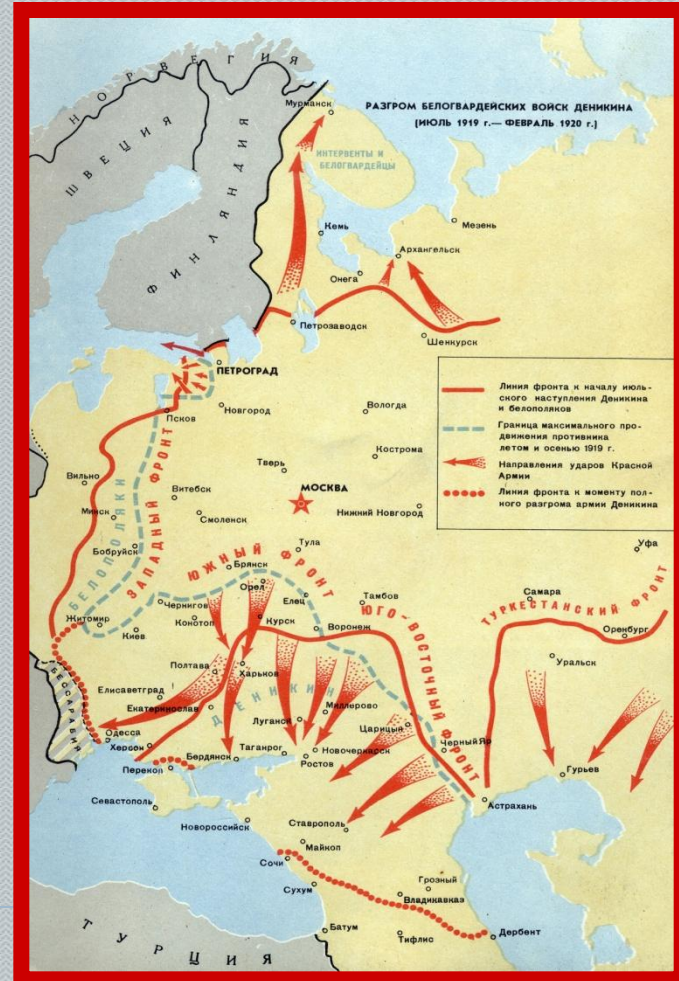 НОРВЕГИЯ
ШВЕЦИЯ
ФИНЛЯНДИЯ
Мурманск
РАЗГРОМ БЕЛОГВАРДЕЙСКИХ ВОЙСК ДЕНИКИНА
(ИЮЛЬ 1919 г.— ФЕВРАЛЬ 1920 г.)
ИНТЕРВЕНТЫ И
БЕЛОГВАРДЕЙЦЫ
Кемь
Мезень
Архангельск
Онега
Петрозаводск
Шенкурск
ПЕТРОГРАД
Псков
Новгород
Вологда
Кострома
Тверь
МОСКВА
Нижний Новгород
Вильно
Витебск
Минск
Смоленск
Бобруйск
Тула
БЕЛОПОЛЯКИ
ЗАПАДНЫЙ ФРОНТ
Линия фронта к началу июль-
ского наступления Деникина
и белополяков
Граница максимального про-
движения противника
летом и осенью 1919 г.
Направления ударов Красной
Армии
Линия фронта к моменту пол-
ного разгрома армии Деникина
Уфа
ЮЖНЫЙ ФРОНТ
Брянск
Орел
Елец
Тамбов
Самара
ТУРКЕСТАНСКИЙ ФРОНТ
Оренбург
Уральск
ЮГО-ВОСТОЧНЫЙ ФРОНТ
Житомир
Чернигов
Конотоп
Киев
Курск
Воронеж
Полтава
Харьков
ДЕНИКИН
Елисаветград
Екатеринослав
Миллерово
Луганск
Царицын
Черный Яр
БЕССАРАБИЯ
Одесса
Херсон
Перекоп
Бердянск
Таганрог
Новочеркасск
Ростов
Гурьев
Астрахань
Севастополь
Новороссийск
Ставрополь
Майкоп
Сочи
Сухум
Грозный
Владикавказ
Батум
Тифлис
Дербент
ТУРЦИЯ